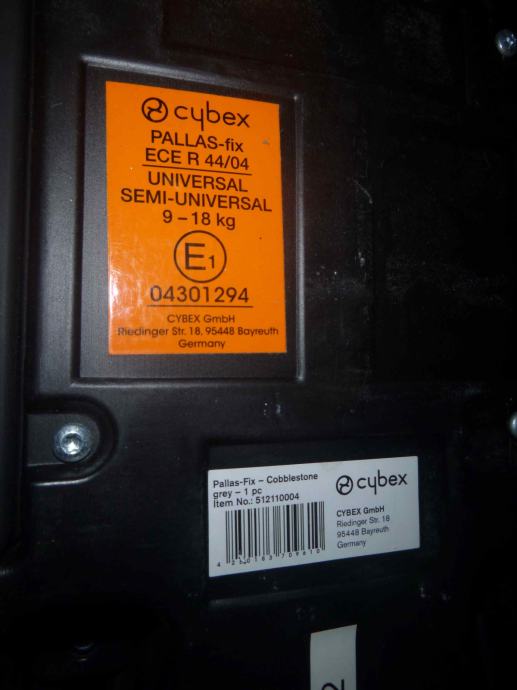 cybex
PALLAS-fix
ECE R 44/04
UNIVERSAL
SEMI-UNIVERSAL
9 – 18 kg
E1
04301294
CYBEX GmbH
Riedinger Str. 18, 95448 Bayreuth
Germany
Pallas-Fix – Cobblestone
grey – 1 pc
Item No.: 512110004
cybex
CYBEX GmbH
Riedinger Str. 18
95448 Bayreuth
Germany